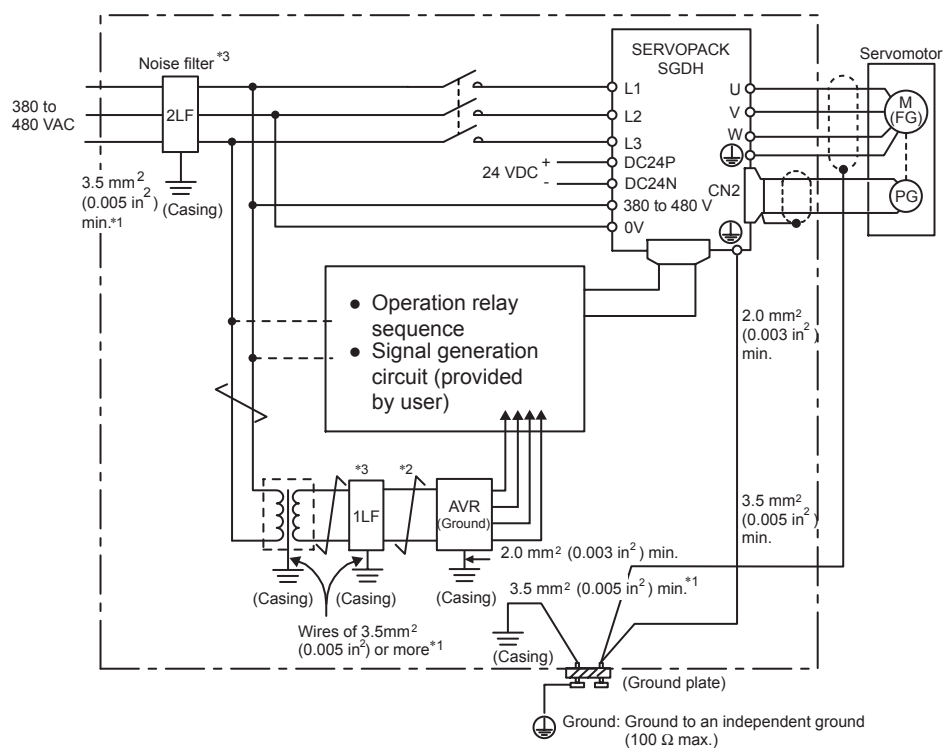 Noise filter*3
380 to
480 VAC
2LF
3.5 mm2
(0.005 in2)
min.*1
(Casing)
SERVOPACK
SGDH
L1
L2
L3
24 VDC
+
-
DC24P
DC24N
380 to 480 V
0V
U
V
W
CN2
Servomotor
M
(FG)
PG
● Operation relay
sequence
● Signal generation
circuit (provided
by user)
2.0 mm2
(0.003 in2)
min.
*3
*2
1LF
AVR
(Ground)
2.0 mm2 (0.003 in2) min.
(Casing)
(Casing)
(Casing)
Wires of 3.5mm2
(0.005 in2) or more*1
3.5 mm2
(0.005 in2)
min.
3.5 mm2 (0.005 in2) min.*1
(Casing)
(Ground plate)
Ground: Ground to an independent ground
(100 Ω max.)